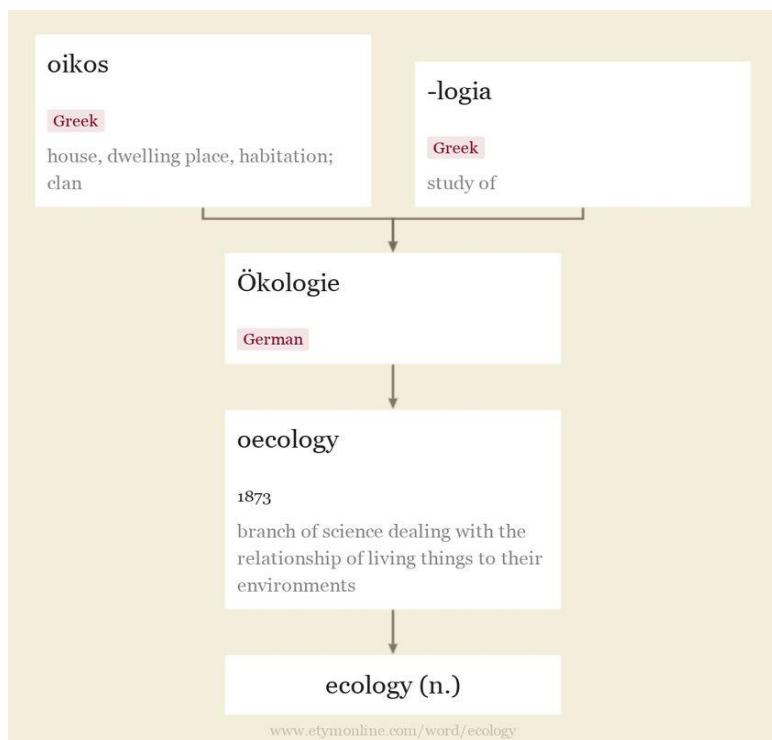 oikos
Greek
house, dwelling place, habitation;
clan
-logia
Greek
study of
Ökologie
German
oecology
1873
branch of science dealing with the
relationship of living things to their
environments
ecology (n.)
www.etymonline.com/word/ecology